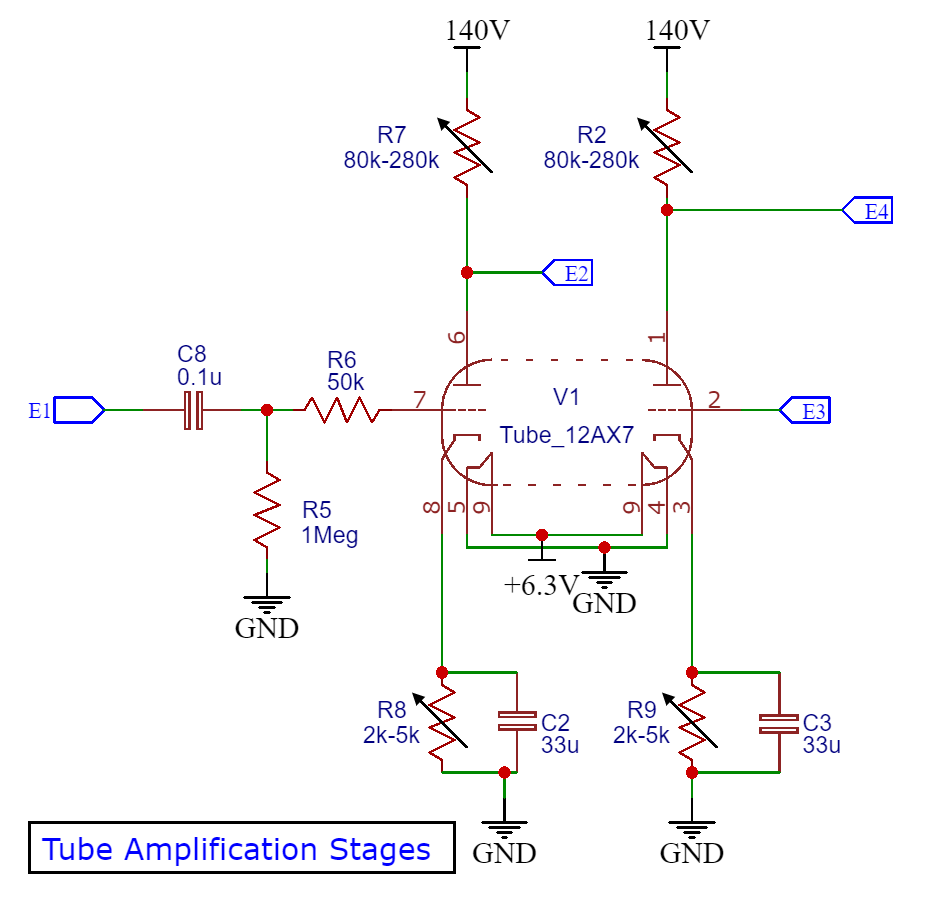 140V
140V
R7
80k-280k
R2
80k-280k
E4
E2
6
1
C8
0.1u
R6
50k
E1
7
V1
Tube_12AX7
2
E3
R5
1Meg
8
5
9
9
4
3
+6.3V
GND
GND
R8
2k-5k
C2
33u
R9
2k-5k
C3
33u
GND
GND
Tube Amplification Stages